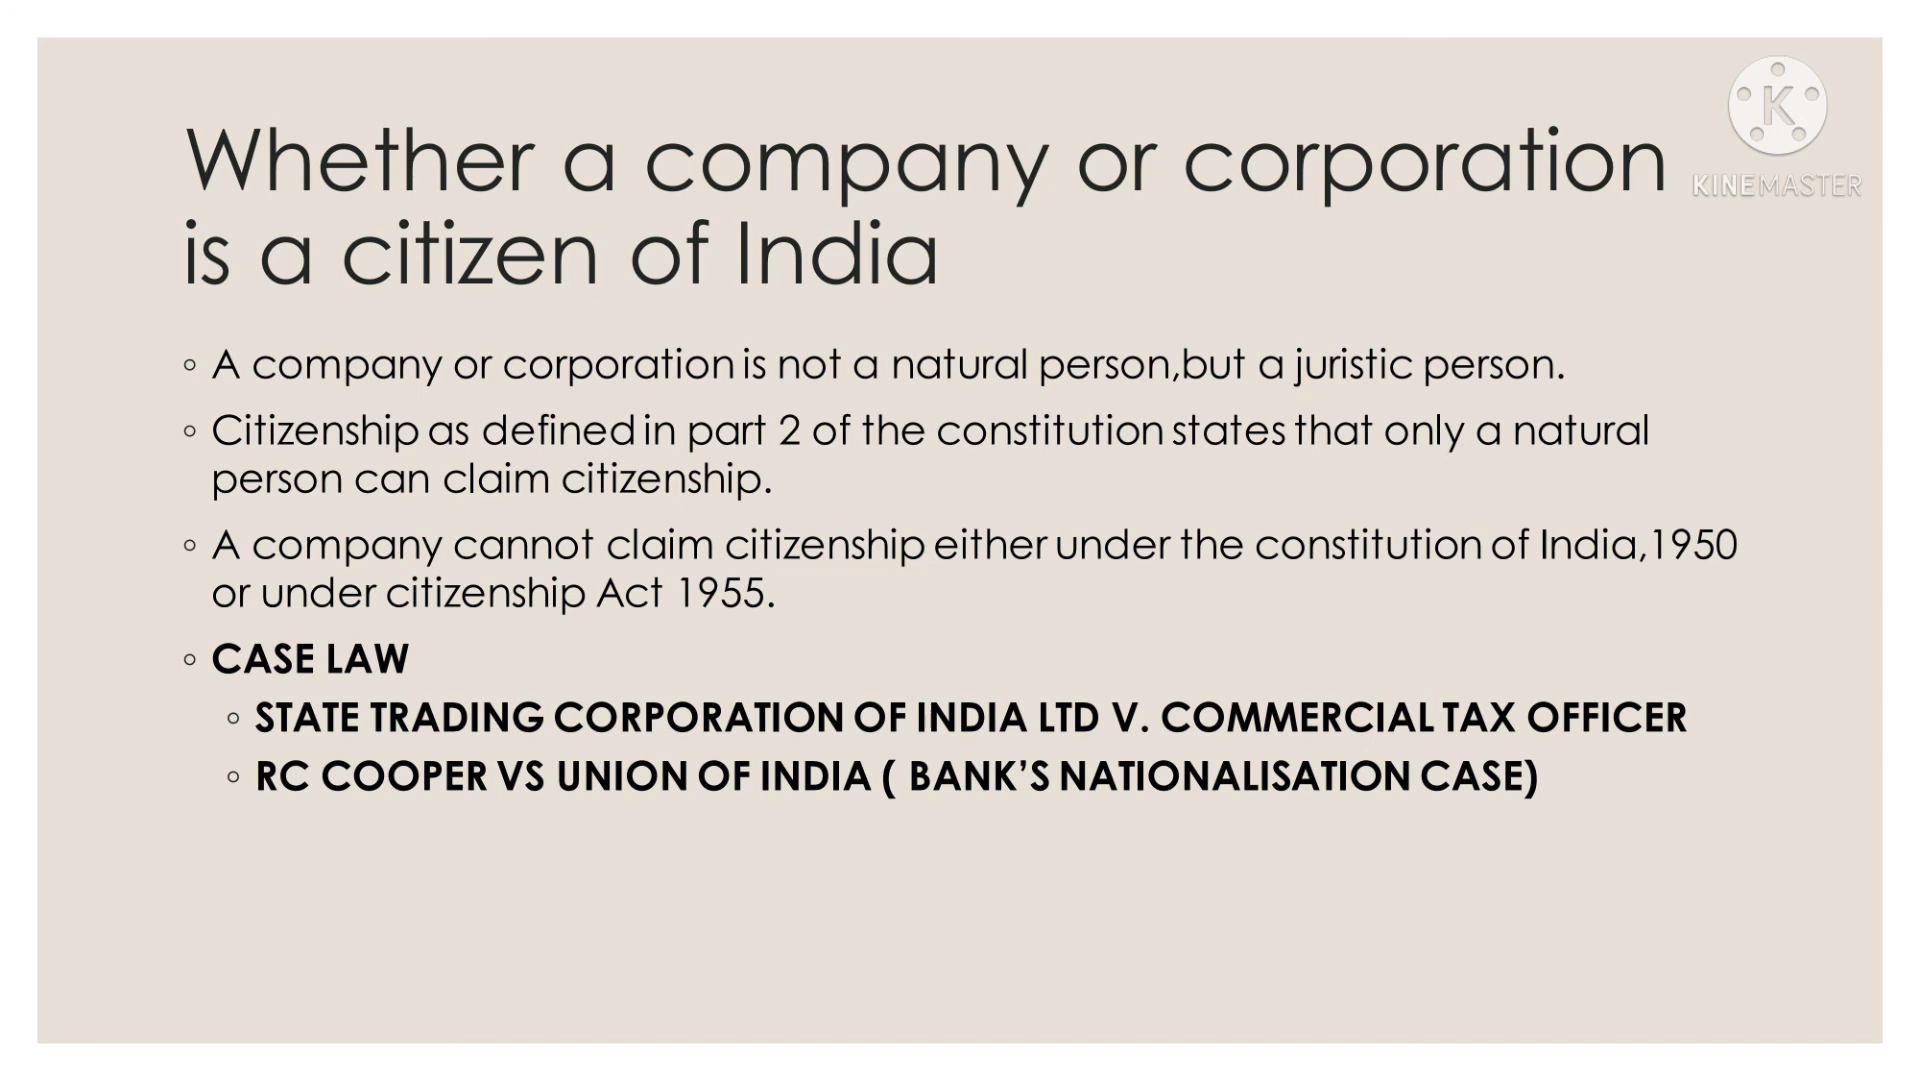 Whether a company or corporation
is a citizen of India
K
KINEMASTER
◦ A company or corporation is not a natural person,but a juristic person.
◦ Citizenship as defined in part 2 of the constitution states that only a natural
person can claim citizenship.
◦ A company cannot claim citizenship either under the constitution of India,1950
or under citizenship Act 1955.
◦ CASE LAW
◦ STATE TRADING CORPORATION OF INDIA LTD V. COMMERCIAL TAX OFFICER
◦ RC COOPER VS UNION OF INDIA ( BANK’S NATIONALISATION CASE)